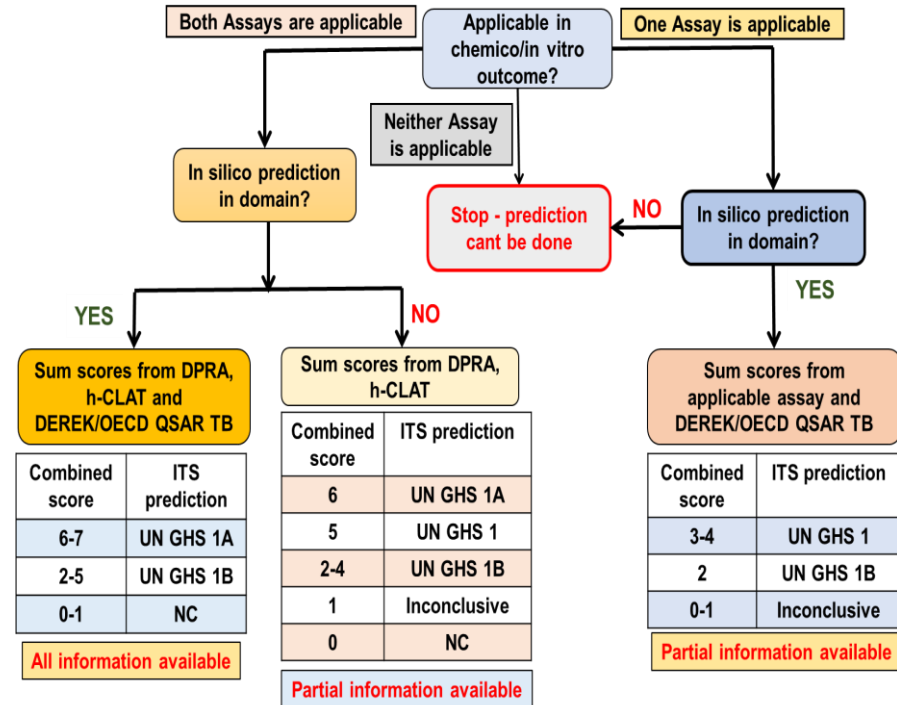 Both Assays are applicable
Applicable in
chemico/in vitro
outcome?
One Assay is applicable
Neither Assay
is applicable
In silico prediction
in domain?
Stop - prediction
cant be done
NO
In silico prediction
in domain?
YES
NO
YES
Sum scores from DPRA,
h-CLAT and
DEREK/OECD QSAR TB
Combined score | ITS prediction
6-7 | UN GHS 1A
2-5 | UN GHS 1B
0-1 | NC
All information available
Sum scores from DPRA,
h-CLAT
Combined score | ITS prediction
6 | UN GHS 1A
5 | UN GHS 1
2-4 | UN GHS 1B
1 | Inconclusive
0 | NC
Partial information available
Sum scores from
applicable assay and
DEREK/OECD QSAR TB
Combined score | ITS prediction
3-4 | UN GHS 1
2 | UN GHS 1B
0-1 | Inconclusive
Partial information available